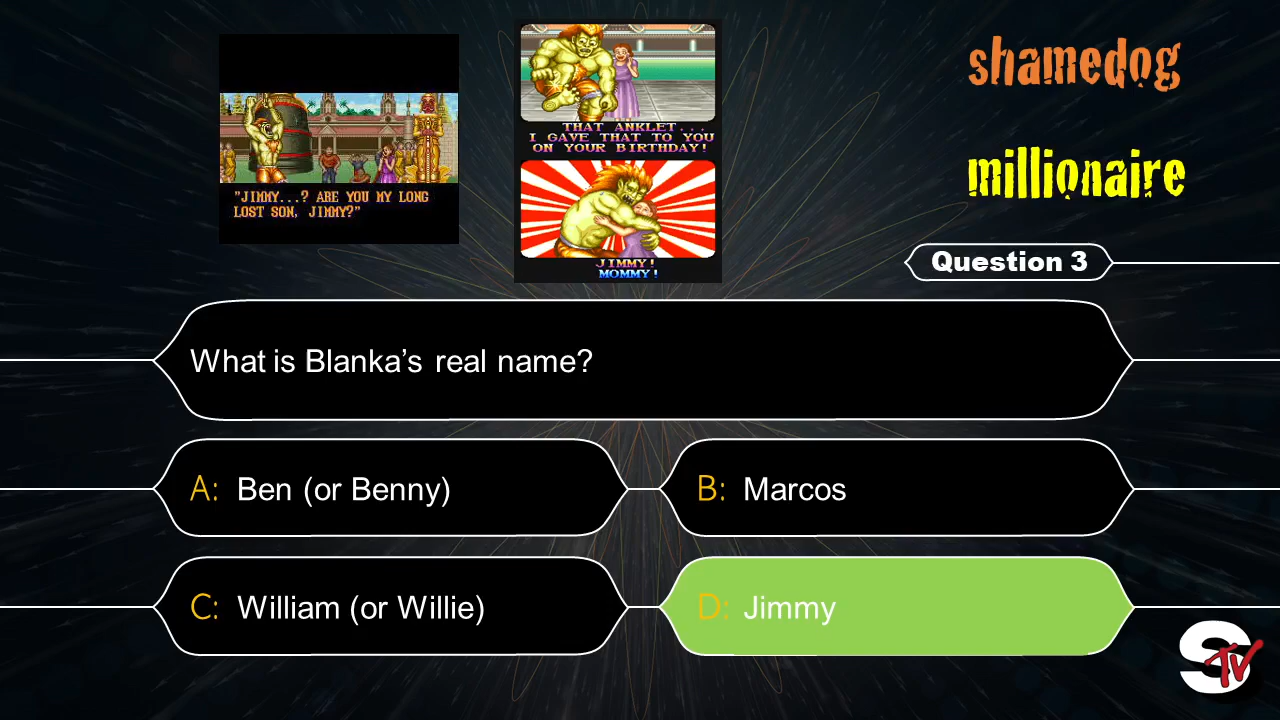 "JIMMY...? ARE YOU MY LONG
LOST SON, JIMMY?"
THAT ANKLET...
I GAVE THAT TO YOU
ON YOUR BIRTHDAY!
JIMMY!
MOMMY!
shamedog
millionaire
Question 3
What is Blanka’s real name?
A: Ben (or Benny)
B: Marcos
C: William (or Willie)
D: Jimmy
S TV